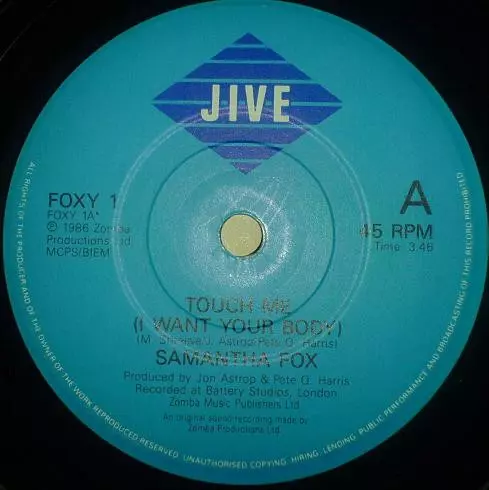 JIVE
FOXY 1
FOXY 1A*
℗ 1986 Zomba
Productions Ltd
MCPS/BIEM
A
45 RPM
Time: 3.46
TOUCH ME
(I WANT YOUR BODY)
(M. Shreeve/J. Astrop/Pete Q. Harris)
SAMANTHA FOX
Produced by Jon Astrop & Pete Q. Harris
Recorded at Battery Studios, London
Zomba Music Publishers Ltd.
An original sound recording made by
Zomba Productions Ltd.
ALL RIGHTS OF THE PRODUCER AND OF THE OWNER OF THE WORK REPRODUCED RESERVED. UNAUTHORISED COPYING, HIRING, LENDING, PUBLIC PERFORMANCE AND BROADCASTING OF THIS RECORD PROHIBITED